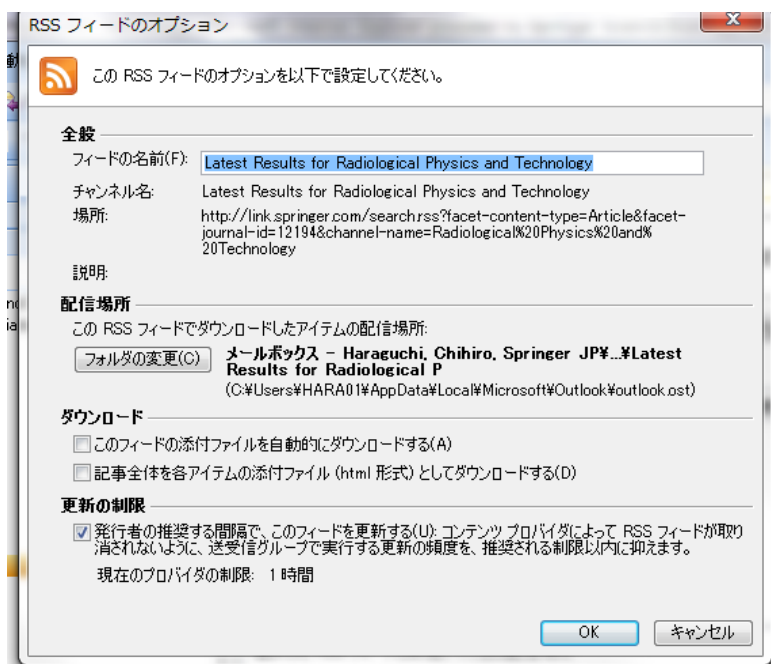 RSS フィードのオプション
この RSS フィードのオプションを以下で設定してください。
全般
フィードの名前(F): Latest Results for Radiological Physics and Technology
チャンネル名: Latest Results for Radiological Physics and Technology
場所: http://link.springer.com/search.rss?facet-content-type=Article&facet-
journal-id=12194&channel-name=Radiological%20Physics%20and%
20Technology
説明:
配信場所
この RSS フィードでダウンロードしたアイテムの配信場所:
フォルダの変更(C) メールボックス - Haraguchi, Chihiro, Springer JP¥...¥Latest
Results for Radiological P
(C:¥Users¥HARA01¥AppData¥Local¥Microsoft¥Outlook¥outlook.ost)
ダウンロード
このフィードの添付ファイルを自動的にダウンロードする(A)
記事全体を各アイテムの添付ファイル (html 形式) としてダウンロードする(D)
更新の制限
発行者の推奨する間隔で、このフィードを更新する(U): コンテンツ プロバイダによって RSS フィードが取り
消されないように、送受信グループで実行する更新の頻度を、推奨される制限以内に抑えます。
現在のプロバイダの制限: 1 時間
OK キャンセル